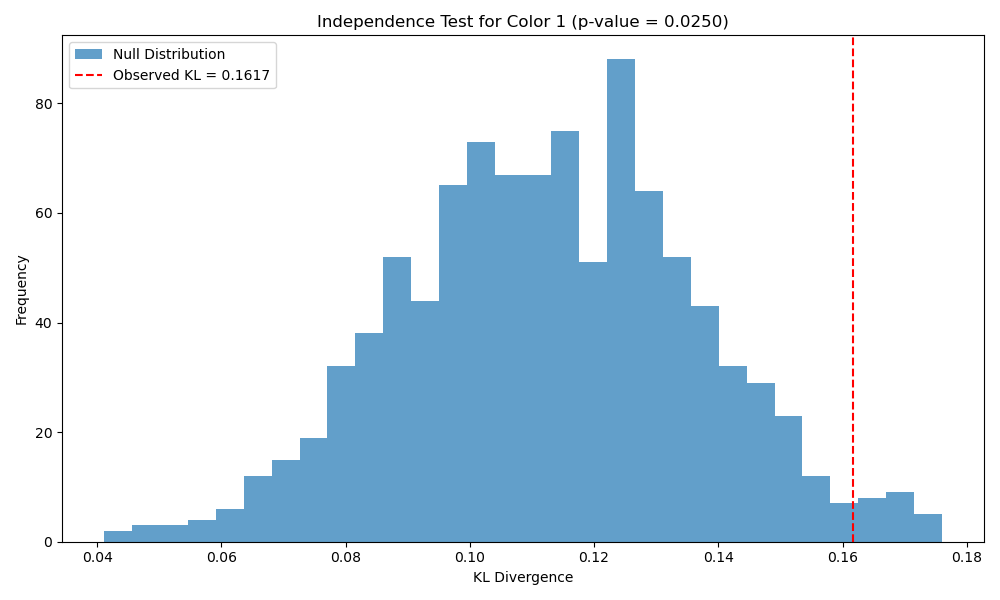 Independence Test for Color 1 (p-value = 0.0250)
Null Distribution
Observed KL = 0.1617
Frequency
80
60
40
20
0
0.04 0.06 0.08 0.10 0.12 0.14 0.16 0.18
KL Divergence